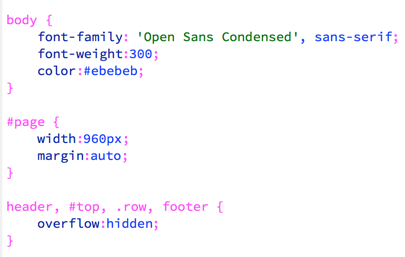 body {
    font-family: 'Open Sans Condensed', sans-serif;
    font-weight:300;
    color:#ebebeb;
}

#page {
    width:960px;
    margin:auto;
}

header, #top, .row, footer {
    overflow:hidden;
}